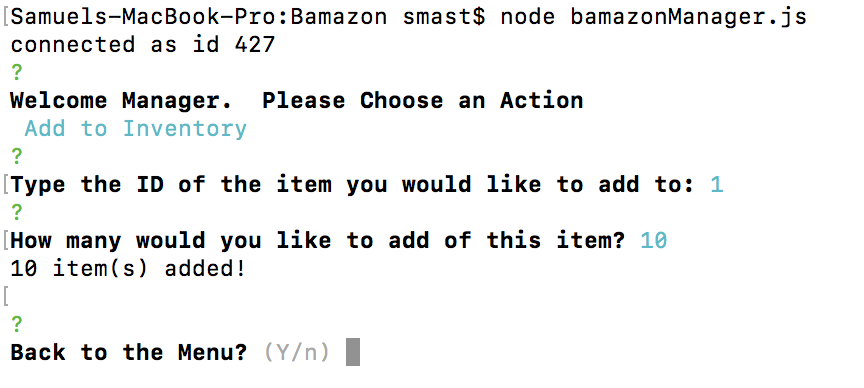 [Samuels-MacBook-Pro:Bamazon smast$ node bamazonManager.js
connected as id 427
?
Welcome Manager.  Please Choose an Action
 Add to Inventory
?
[Type the ID of the item you would like to add to: 1
?
[How many would you like to add of this item? 10
10 item(s) added!
[
?
Back to the Menu? (Y/n)